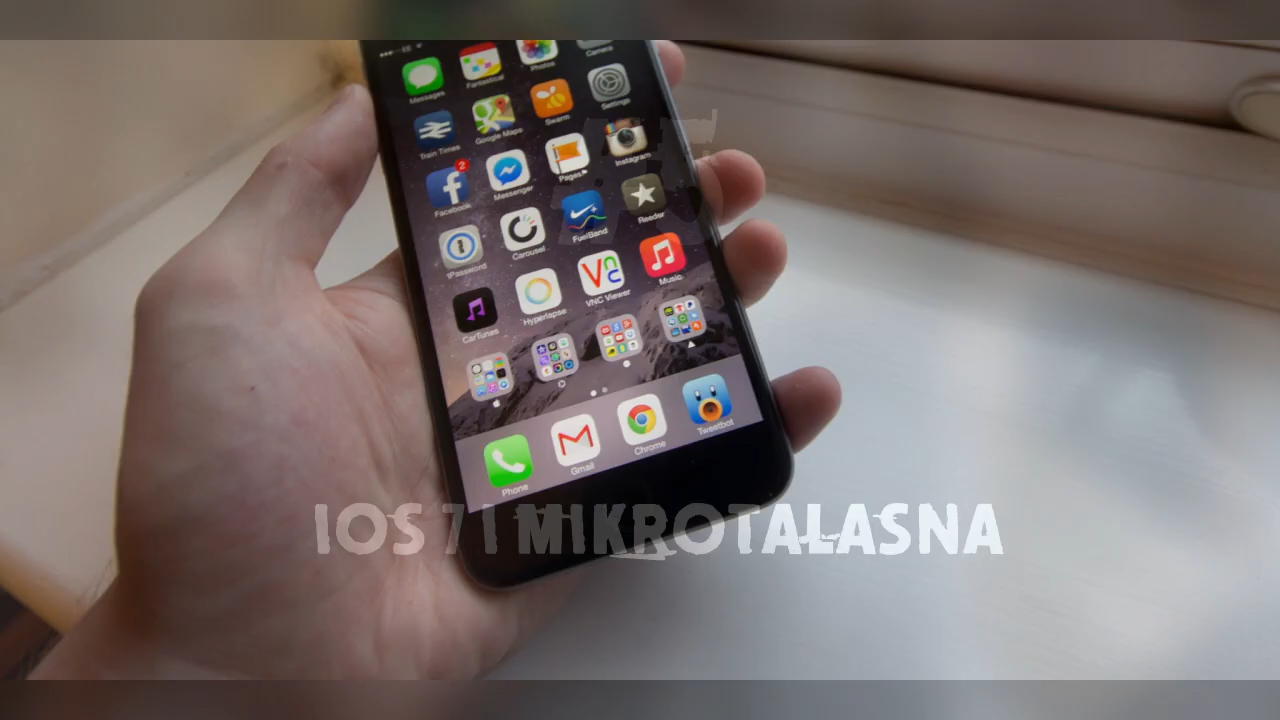 Messages
Fantastical
Photos
Camera
Train Times
Google Maps
Swarm
Settings
2
Facebook
Messenger
Pages
Instagram
1Password
Carousel
FuelBand
Reeder
CarTunes
Hyperlapse
VNC Viewer
Music
Phone
Gmail
Chrome
Tweetbot
IOS 7 I MIKROTALASNA